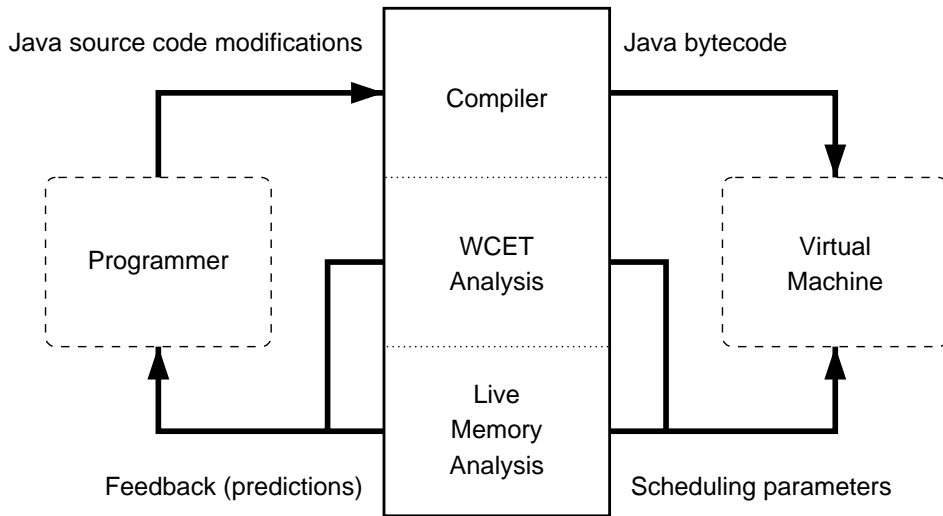 Java source code modifications
Java bytecode
Compiler
Programmer
WCET
Analysis
Virtual
Machine
Live
Memory
Analysis
Feedback (predictions)
Scheduling parameters